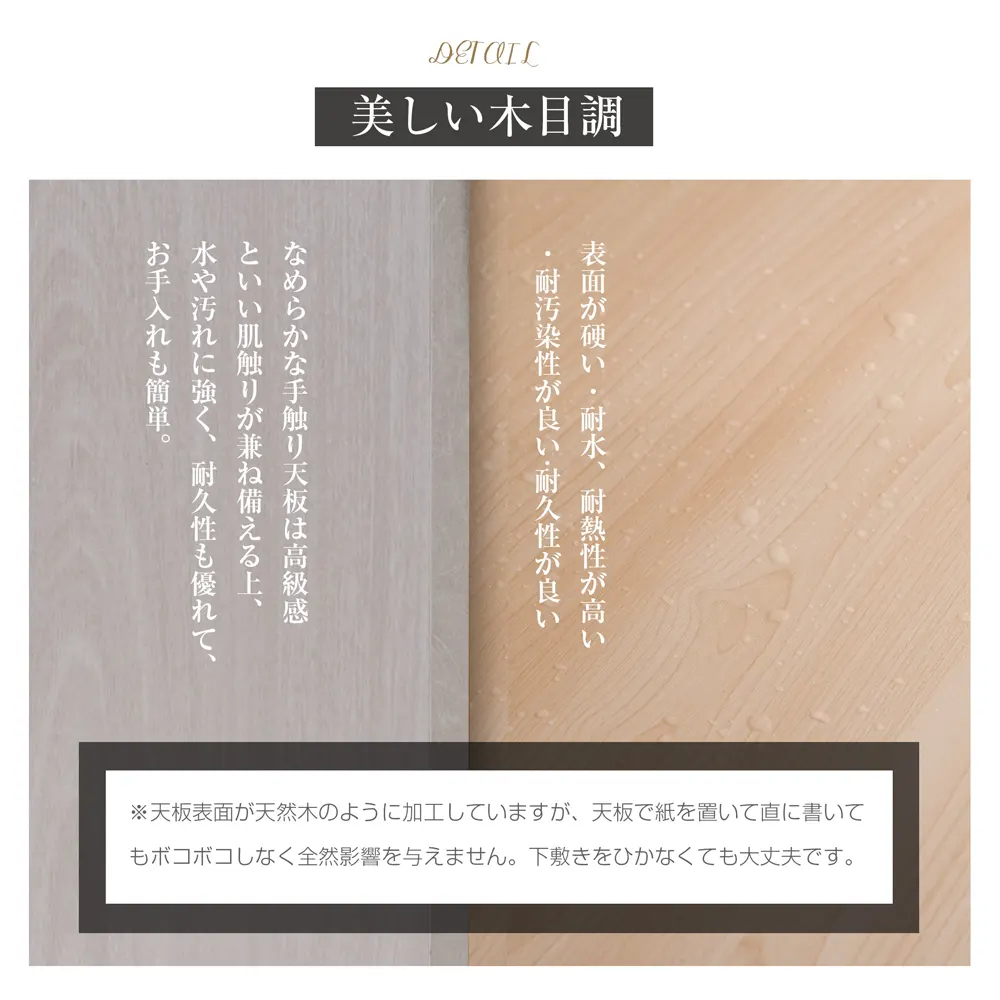 DETAIL
美しい木目調
表面が硬い・耐水、耐熱性が高い
・耐汚染性が良い・耐久性が良い
なめらかな手触り天板は高級感
といい肌触りが兼ね備える上、
水や汚れに強く、耐久性も優れて、
お手入れも簡単。
※天板表面が天然木のように加工していますが、天板で紙を置いて直に書いて
もボコボコしなく全然影響を与えません。下敷きをひかなくても大丈夫です。